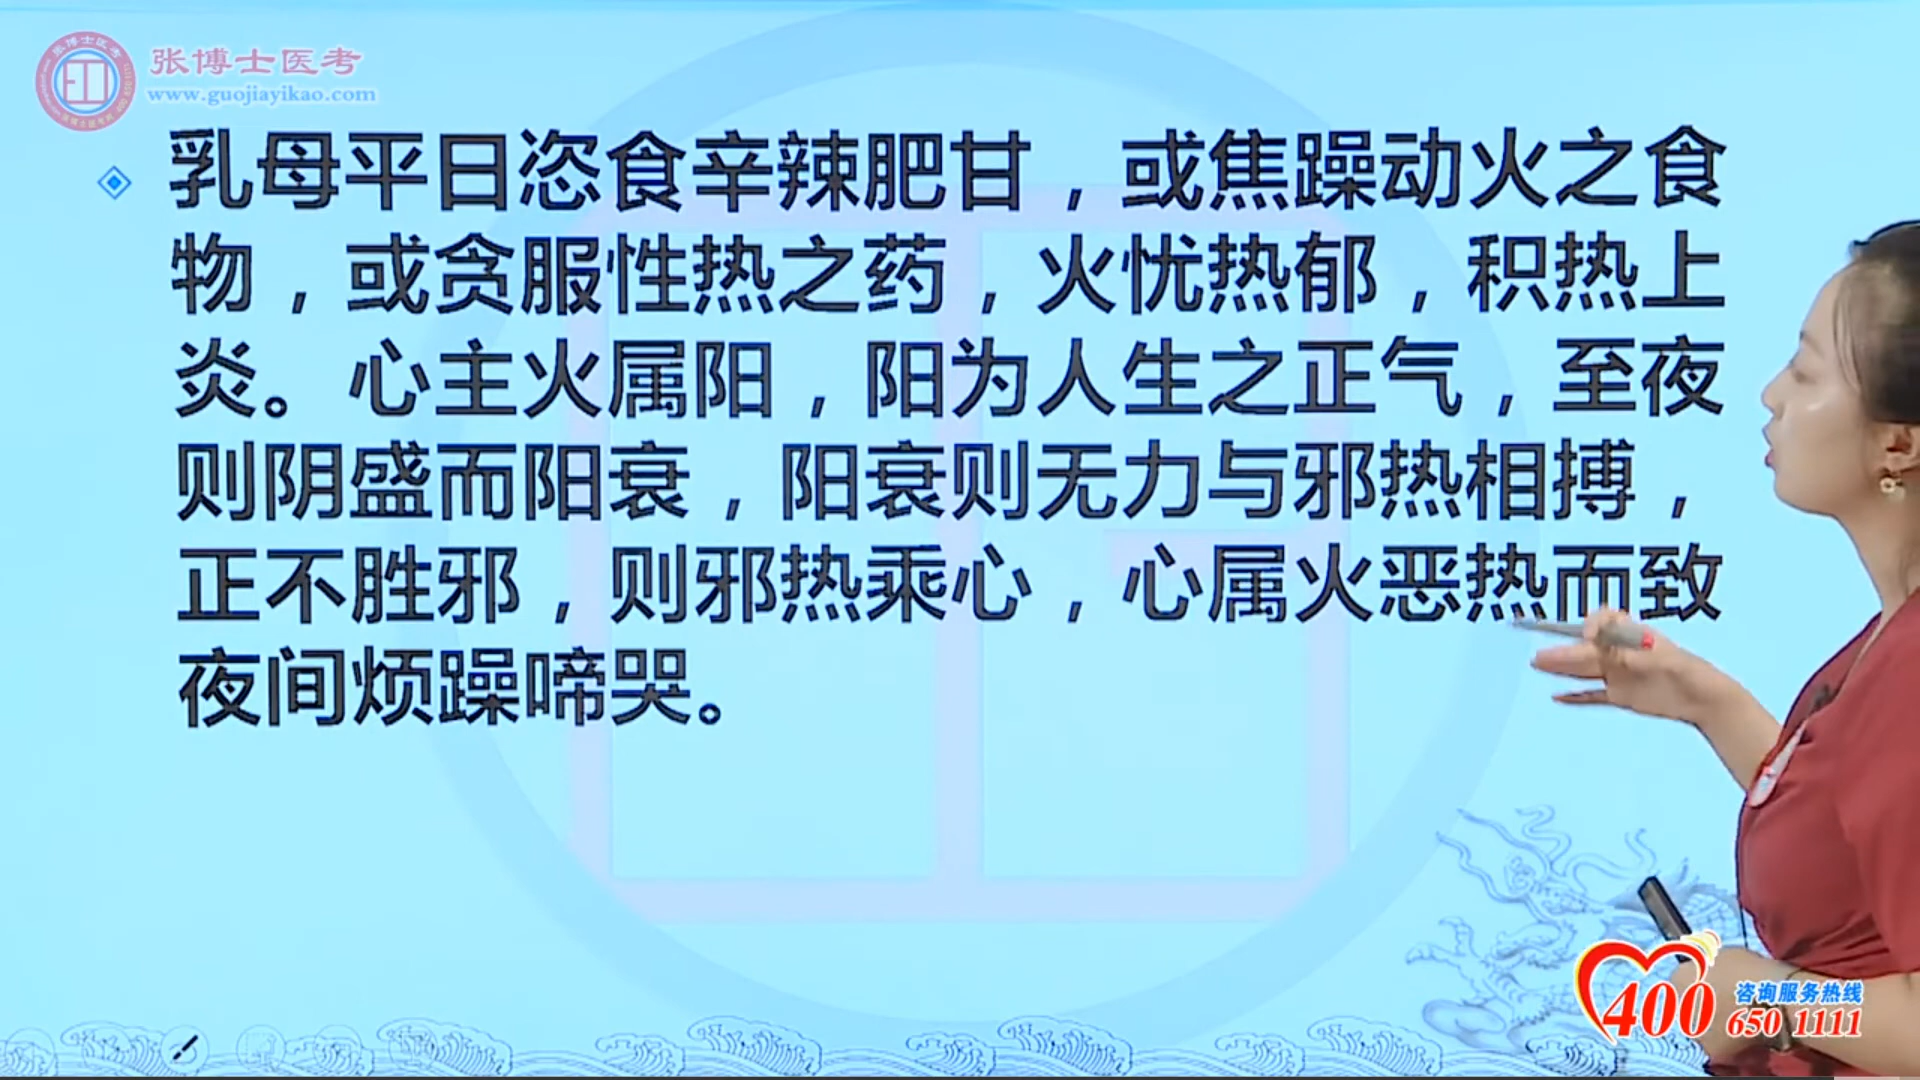 张博士医考
www.guojiayikao.com
乳母平日恣食辛辣肥甘，或焦躁动火之食
物，或贪服性热之药，火忧热郁，积热上
炎。心主火属阳，阳为人生之正气，至夜
则阴盛而阳衰，阳衰则无力与邪热相搏，
正不胜邪，则邪热乘心，心属火恶热而致
夜间烦躁啼哭。
400 咨询服务热线
650 1111